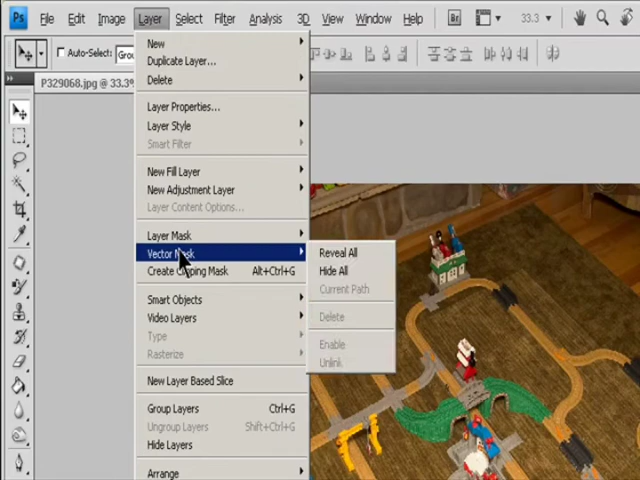 Ps File Edit Image Layer Select Filter Analysis 3D View Window Help Br 33.3
Auto-Select:
P329068.jpg @ 33.3%
New
Duplicate Layer...
Delete
Layer Properties...
Layer Style
Smart Filter
New Fill Layer
New Adjustment Layer
Layer Content Options...
Layer Mask
Vector Mask
Create Clipping Mask Alt+Ctrl+G
Smart Objects
Video Layers
Type
Rasterize
New Layer Based Slice
Group Layers Ctrl+G
Ungroup Layers Shift+Ctrl+G
Hide Layers
Arrange
Reveal All
Hide All
Current Path
Delete
Enable
Unlink